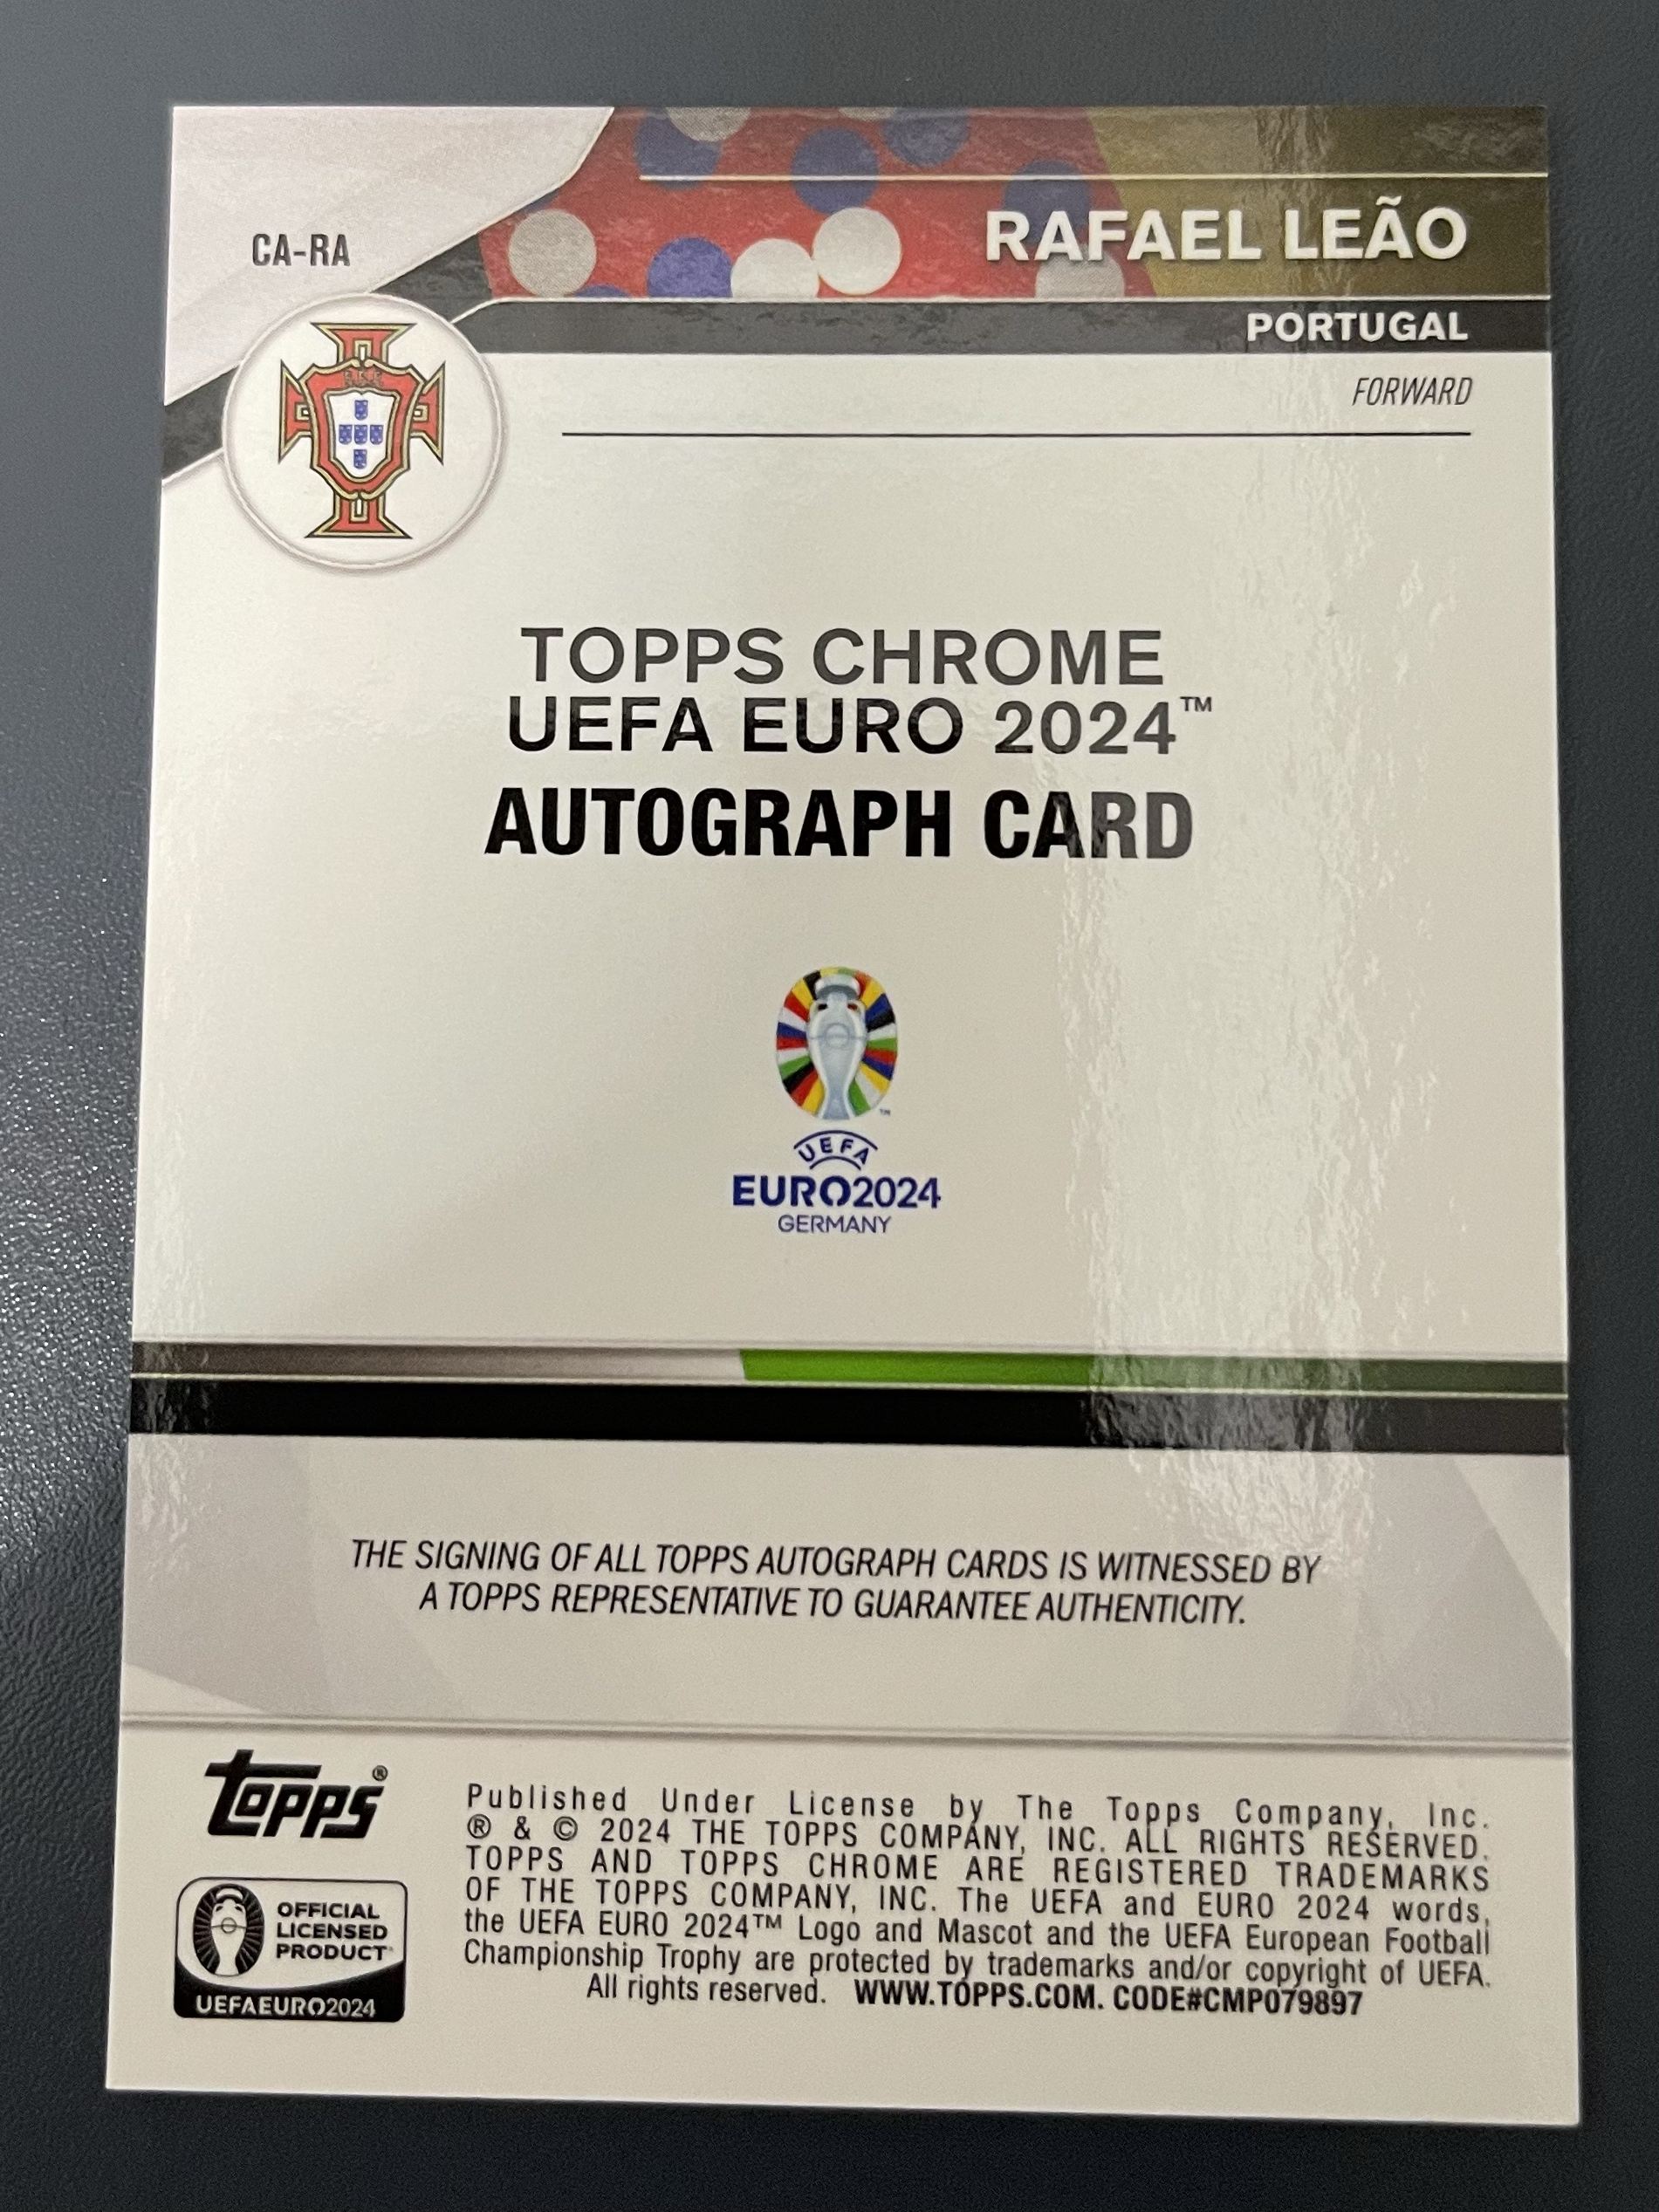 CA-RA
RAFAEL LEÃO
PORTUGAL
FORWARD
TOPPS CHROME
UEFA EURO 2024™
AUTOGRAPH CARD
™
UEFA
EURO2024
GERMANY
THE SIGNING OF ALL TOPPS AUTOGRAPH CARDS IS WITNESSED BY
A TOPPS REPRESENTATIVE TO GUARANTEE AUTHENTICITY.
topps®
OFFICIAL
LICENSED
PRODUCT
UEFAEURO2024
Published Under License by The Topps Company, Inc.
® & © 2024 THE TOPPS COMPANY, INC. ALL RIGHTS RESERVED.
TOPPS AND TOPPS CHROME ARE REGISTERED TRADEMARKS
OF THE TOPPS COMPANY, INC. The UEFA and EURO 2024 words,
the UEFA EURO 2024™ Logo and Mascot and the UEFA European Football
Championship Trophy are protected by trademarks and/or copyright of UEFA.
All rights reserved. WWW.TOPPS.COM. CODE#CMP079897